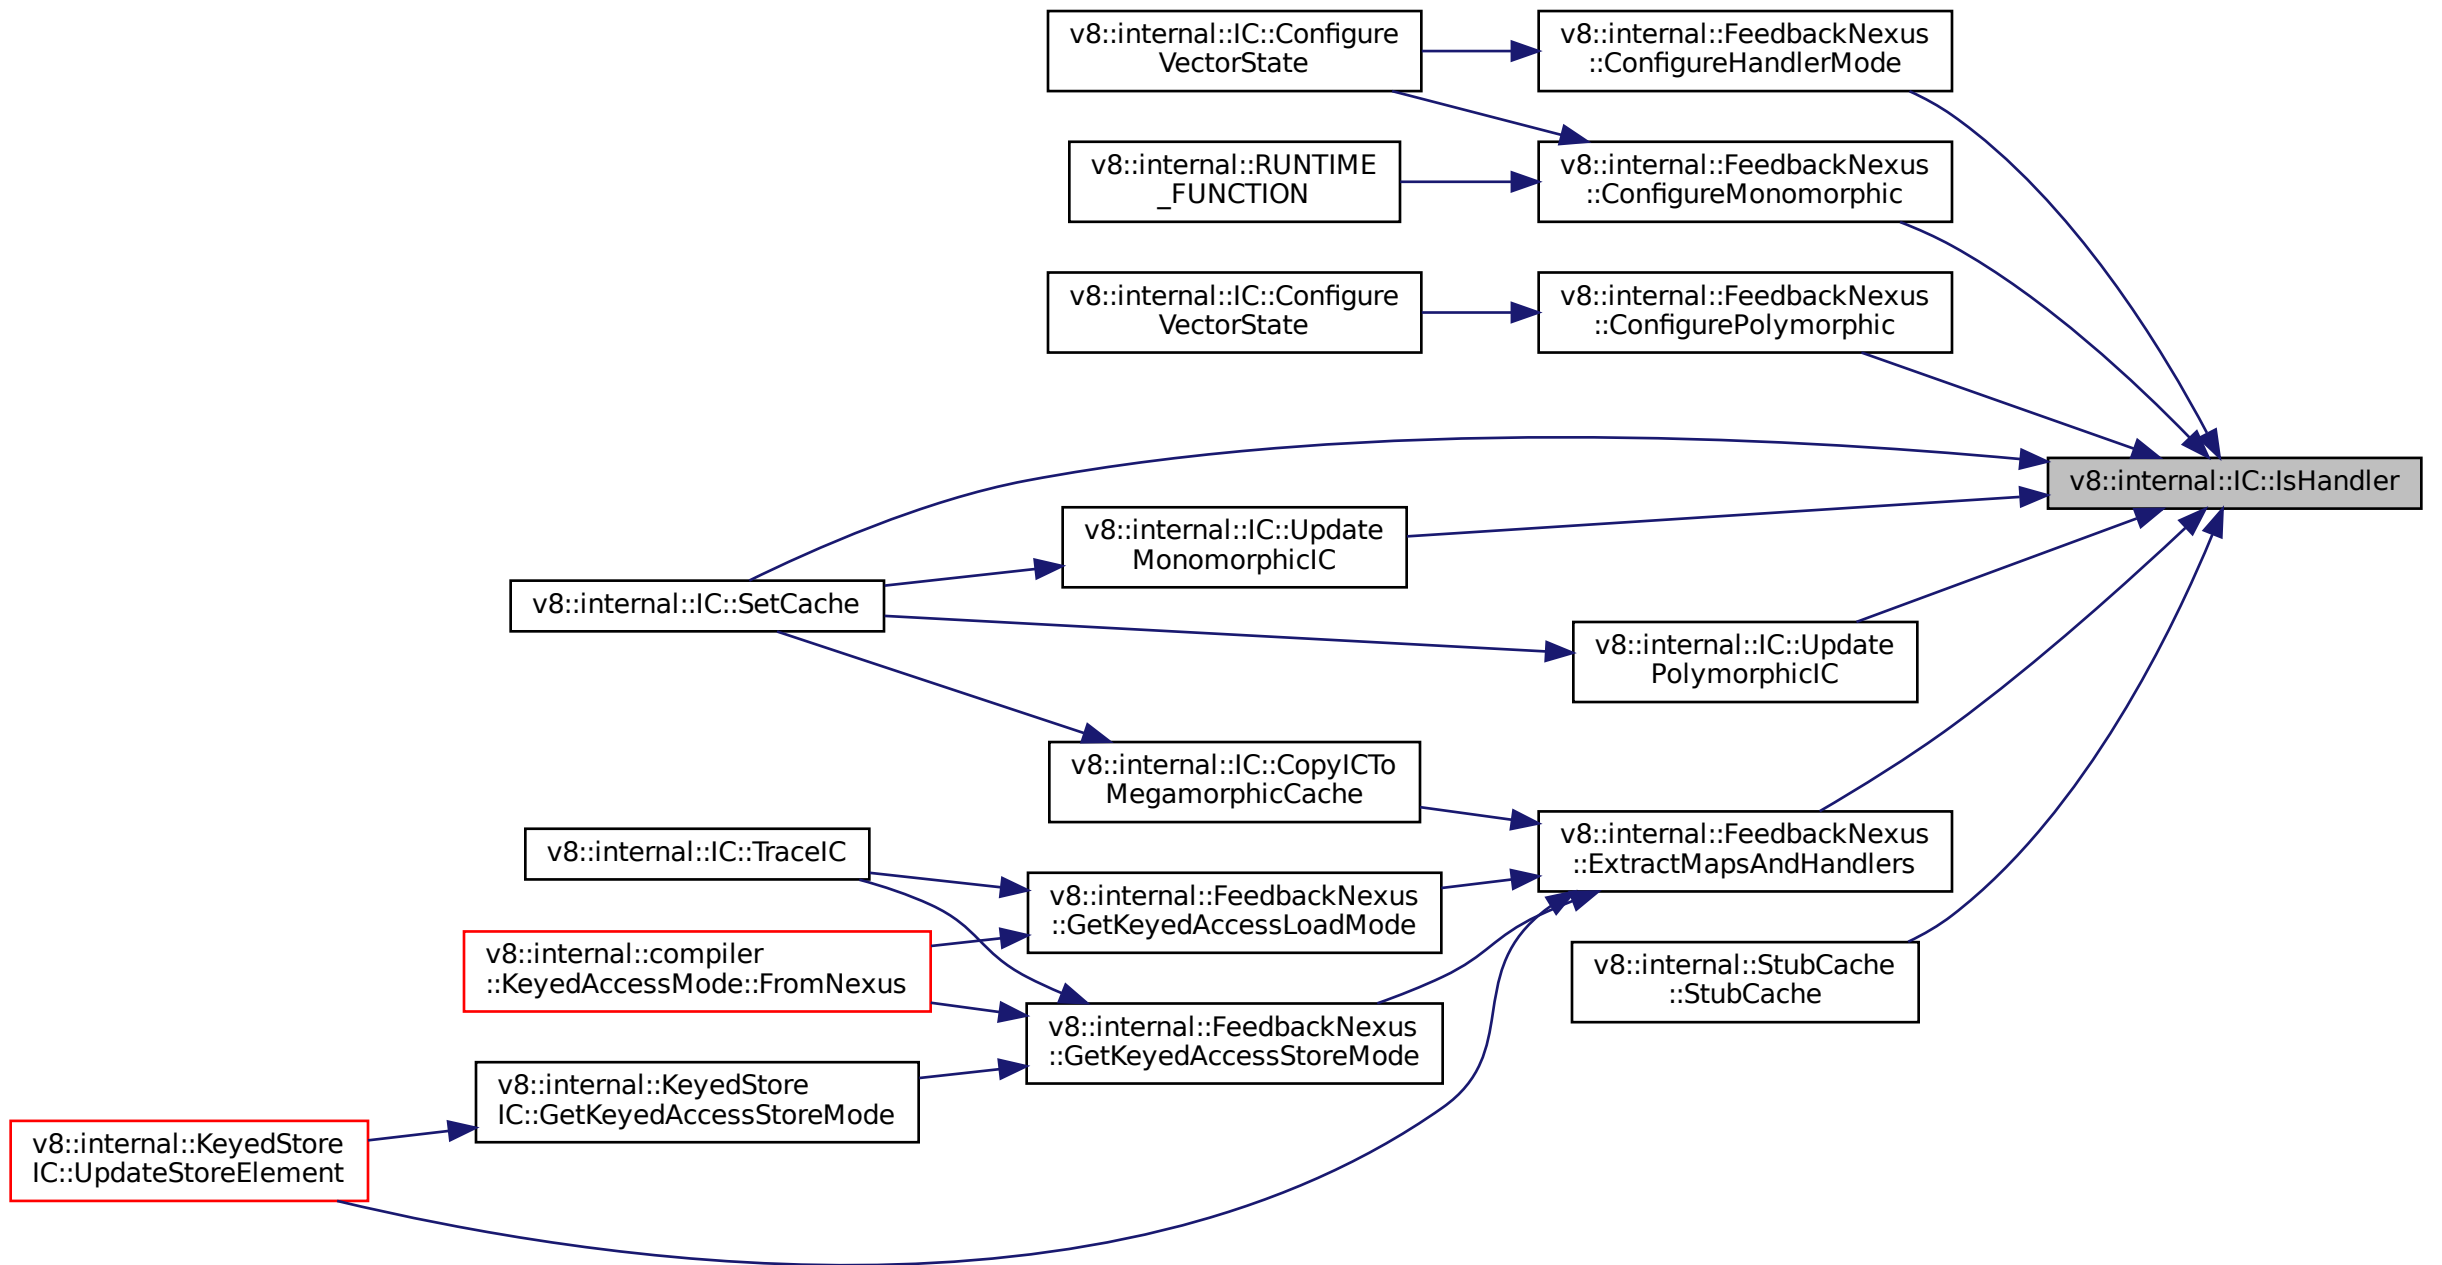 v8::internal::IC::Configure
VectorState
v8::internal::FeedbackNexus
::ConfigureHandlerMode
v8::internal::RUNTIME
_FUNCTION
v8::internal::FeedbackNexus
::ConfigureMonomorphic
v8::internal::IC::Configure
VectorState
v8::internal::FeedbackNexus
::ConfigurePolymorphic
v8::internal::IC::IsHandler
v8::internal::IC::Update
MonomorphicIC
v8::internal::IC::SetCache
v8::internal::IC::Update
PolymorphicIC
v8::internal::IC::CopyICTo
MegamorphicCache
v8::internal::FeedbackNexus
::ExtractMapsAndHandlers
v8::internal::IC::TraceIC
v8::internal::FeedbackNexus
::GetKeyedAccessLoadMode
v8::internal::compiler
::KeyedAccessMode::FromNexus
v8::internal::StubCache
::StubCache
v8::internal::FeedbackNexus
::GetKeyedAccessStoreMode
v8::internal::KeyedStore
IC::GetKeyedAccessStoreMode
v8::internal::KeyedStore
IC::UpdateStoreElement